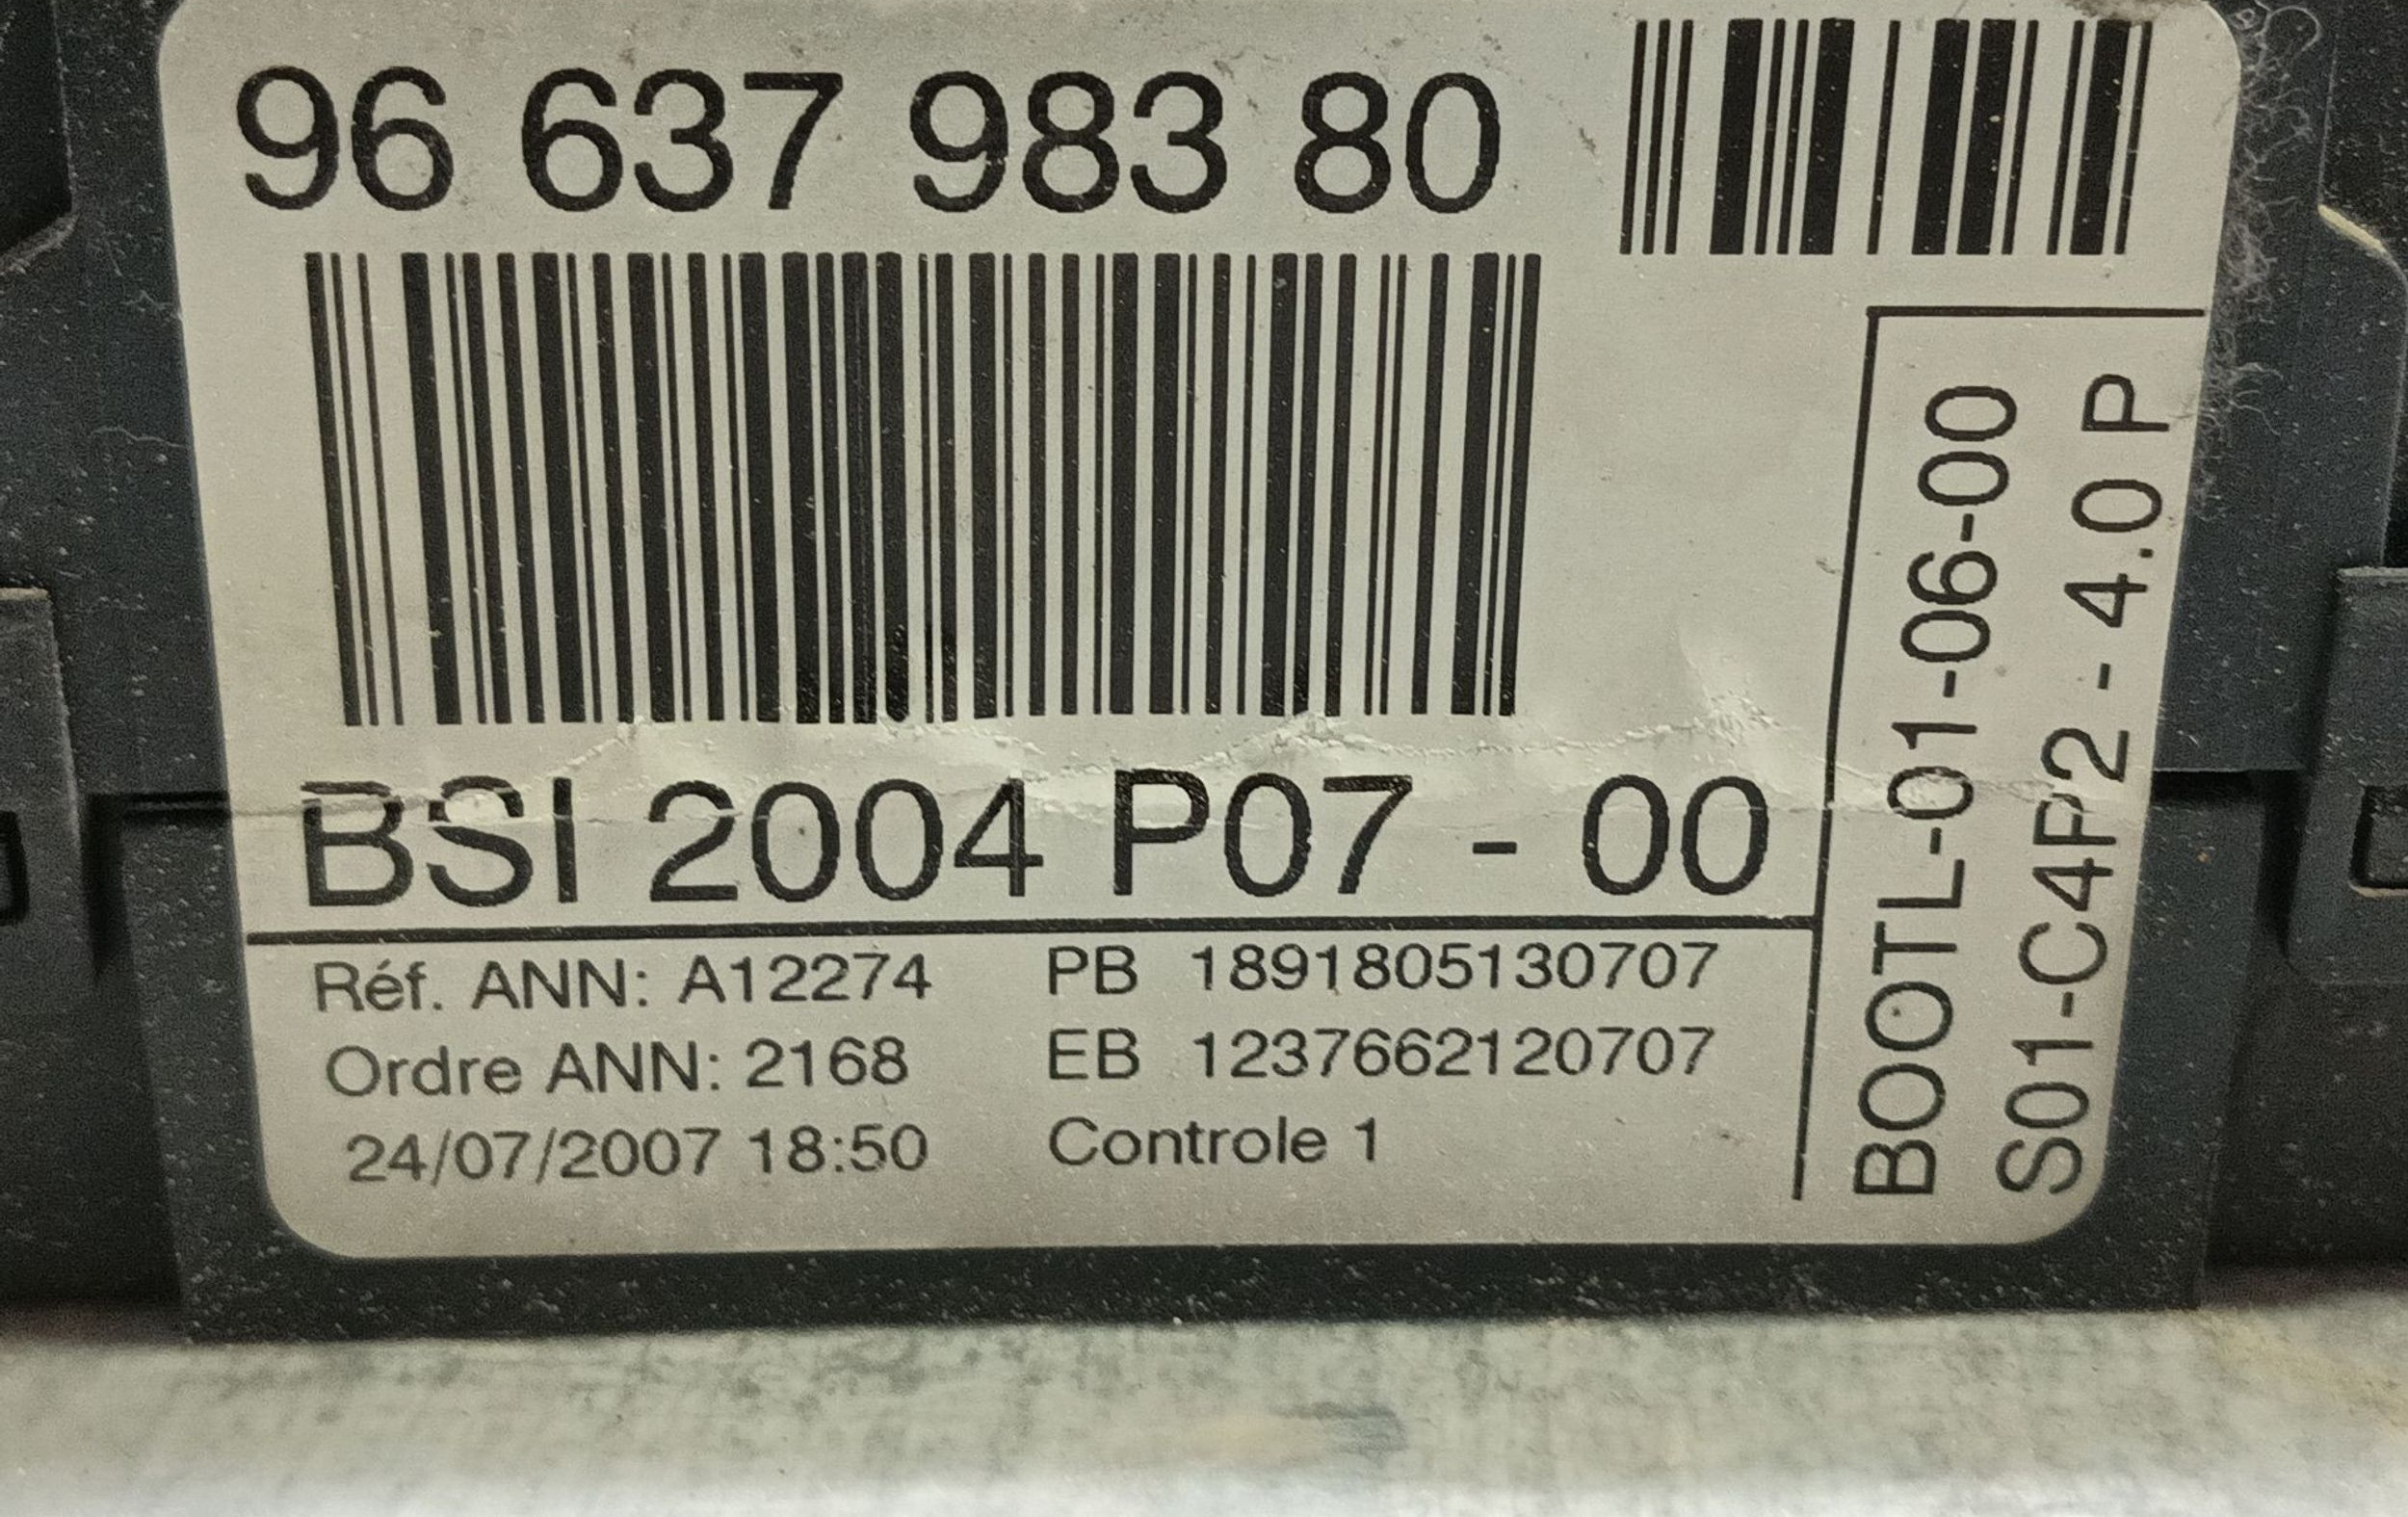 96 637 983 80
BSI 2004 P07 - 00
Réf. ANN: A12274
Ordre ANN: 2168
24/07/2007 18:50
PB 1891805130707
EB 1237662120707
Controle 1
BOOTL-01-06-00
S01-C4P2 - 4.0 P